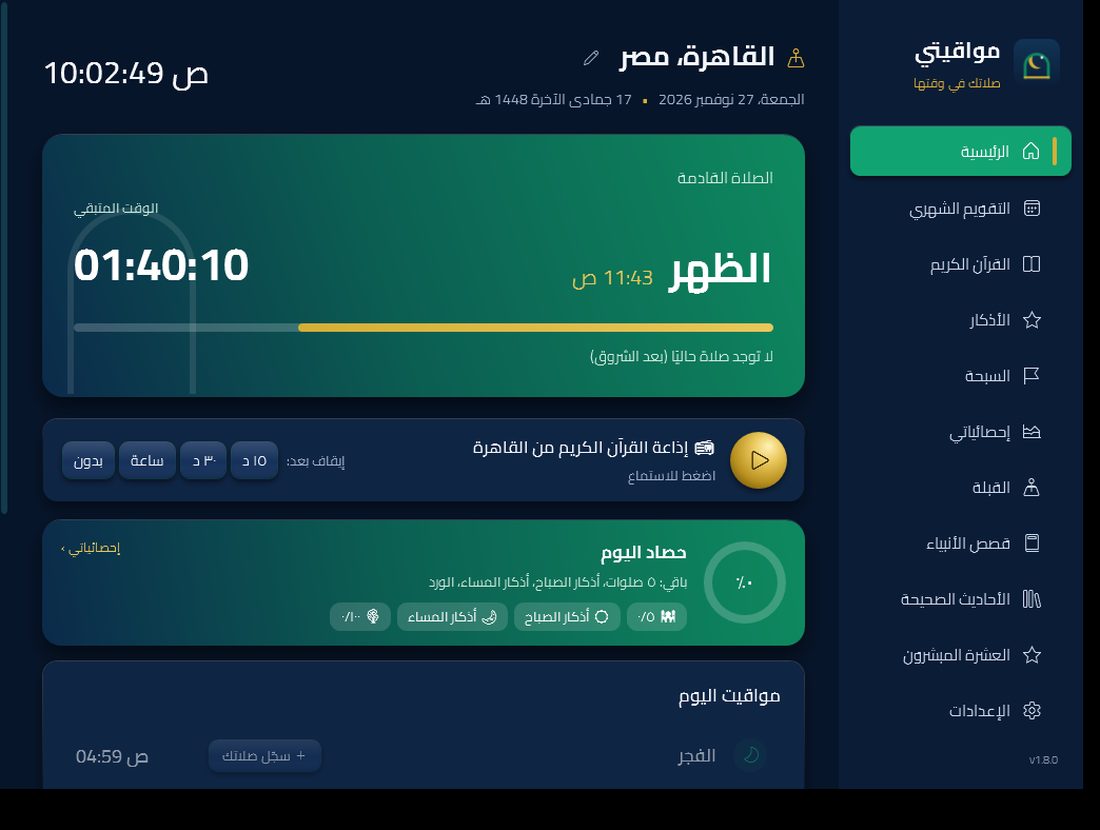 مواقيتي
صلاتك في وقتها
الرئيسية
التقويم الشهري
القرآن الكريم
الأذكار
السبحة
إحصائياتي
القبلة
قصص الأنبياء
الأحاديث الصحيحة
العشرة المبشرون
الإعدادات
v1.8.0
القاهرة، مصر
الجمعة، 27 نوفمبر 2026 • 17 جمادى الآخرة 1448 هـ
10:02:49 ص
الصلاة القادمة
الظهر 11:43 ص
الوقت المتبقي
01:40:10
لا توجد صلاة حاليًا (بعد الشروق)
إذاعة القرآن الكريم من القاهرة
اضغط للاستماع
إيقاف بعد: ١٥ د ٣٠ د ساعة بدون
٠٪
حصاد اليوم
إحصائياتي ›
باقي: ٥ صلوات، أذكار الصباح، أذكار المساء، الورد
٠/٥ أذكار الصباح أذكار المساء ٠/١٠٠
مواقيت اليوم
الفجر
+ سجّل صلاتك
04:59 ص